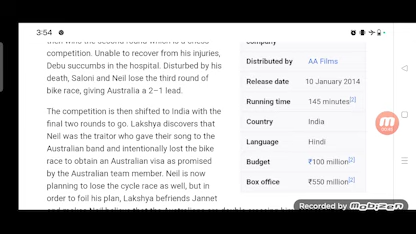 3:54
then wins the second round which is a chess
competition. Unable to recover from his injuries,
Debu succumbs in the hospital. Disturbed by his
death, Saloni and Neil lose the third round of
bike race, giving Australia a 2–1 lead.
The competition is then shifted to India with the
final two rounds to go. Lakshya discovers that
Neil was the traitor who gave their song to the
Australian band and intentionally lost the bike
race to obtain an Australian visa as promised
by the Australian team member. Neil is now
planning to lose the cycle race as well, but in
order to foil his plan, Lakshya befriends Jannet
company
Distributed by AA Films
Release date 10 January 2014
Running time 145 minutes[2]
Country India
Language Hindi
Budget ₹100 million[2]
Box office ₹550 million[2]
Recorded by mobizen